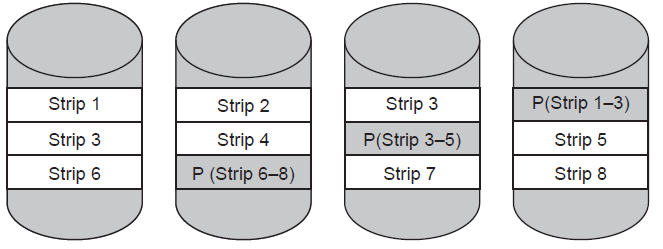 Strip 1
Strip 2
Strip 3
P(Strip 1–3)
Strip 3
Strip 4
P(Strip 3–5)
Strip 5
Strip 6
P (Strip 6–8)
Strip 7
Strip 8